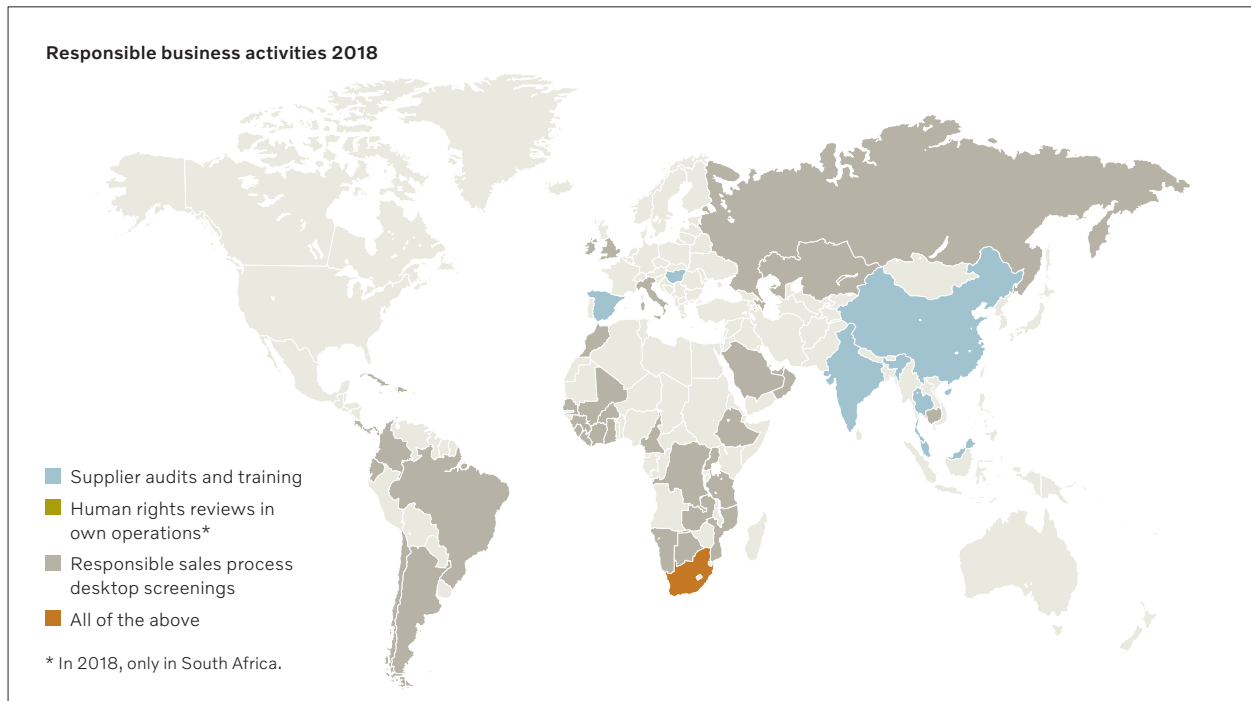 Responsible business activities 2018
Supplier audits and training
Human rights reviews in
own operations*
Responsible sales process
desktop screenings
All of the above
* In 2018, only in South Africa.